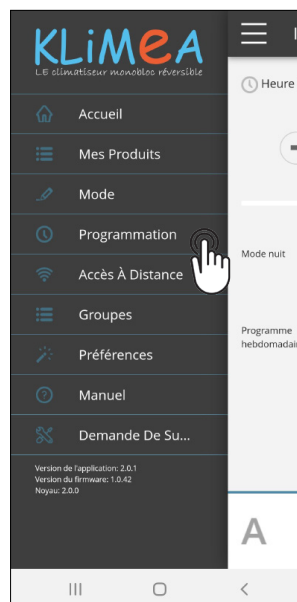 KLiMeA
LE climatiseur monobloc réversible
Accueil
Mes Produits
Mode
Programmation
Accès À Distance
Groupes
Préférences
Manuel
Demande De Su...
Version de l'application: 2.0.1
Version du firmware: 1.0.42
Noyau: 2.0.0
Heure
Mode nuit
Programme
hebdomadair
A